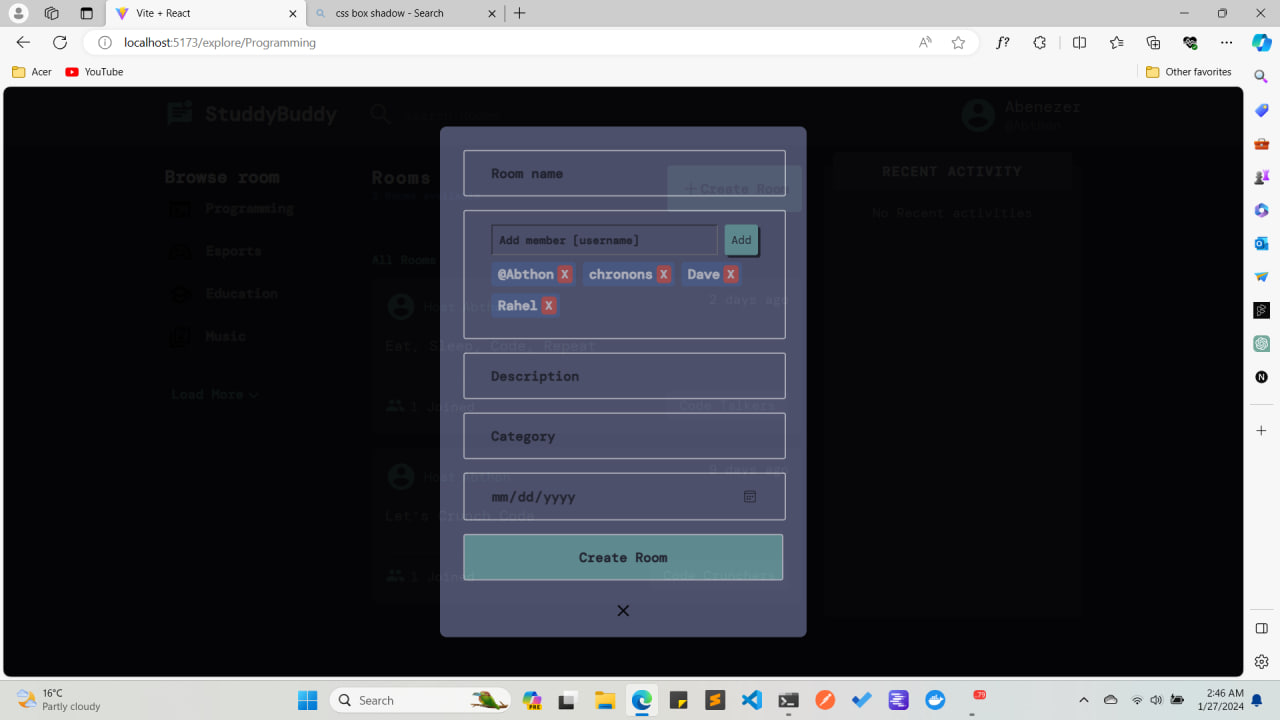 Vite + React
css box shadow - Search
localhost:5173/explore/Programming
Acer
YouTube
Other favorites
StuddyBuddy
Abenezer
@Abthon
Browse room
Programming
Esports
Education
Music
Load More
Rooms
Create Room
All Rooms
Room name
Add member [username]
Add
@Abthon X
chronons X
Dave X
Rahel X
2 days ago
Eat, Sleep, Code, Repeat
Description
1 Joined
Code Talkers
Category
9 days ago
Host Abthon
mm/dd/yyyy
Let's Crunch Code
Create Room
1 Joined
Code Crunchers
RECENT ACTIVITY
No Recent activities
16°C
Partly cloudy
Search
PRE
.79
2:46 AM
1/27/2024